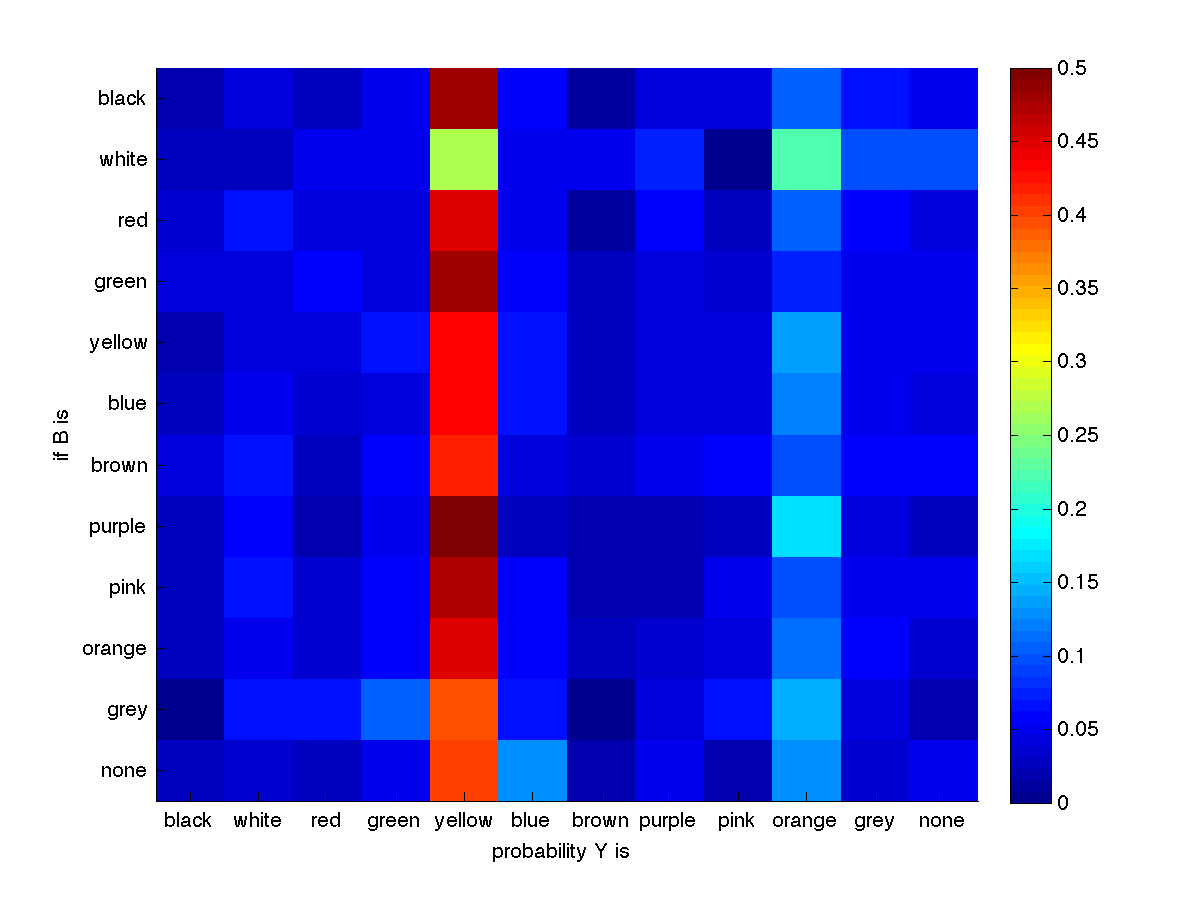 black
white
red
green
yellow
blue
brown
purple
pink
orange
grey
none
if B is
black white red green yellow blue brown purple pink orange grey none
probability Y is
0.5
0.45
0.4
0.35
0.3
0.25
0.2
0.15
0.1
0.05
0